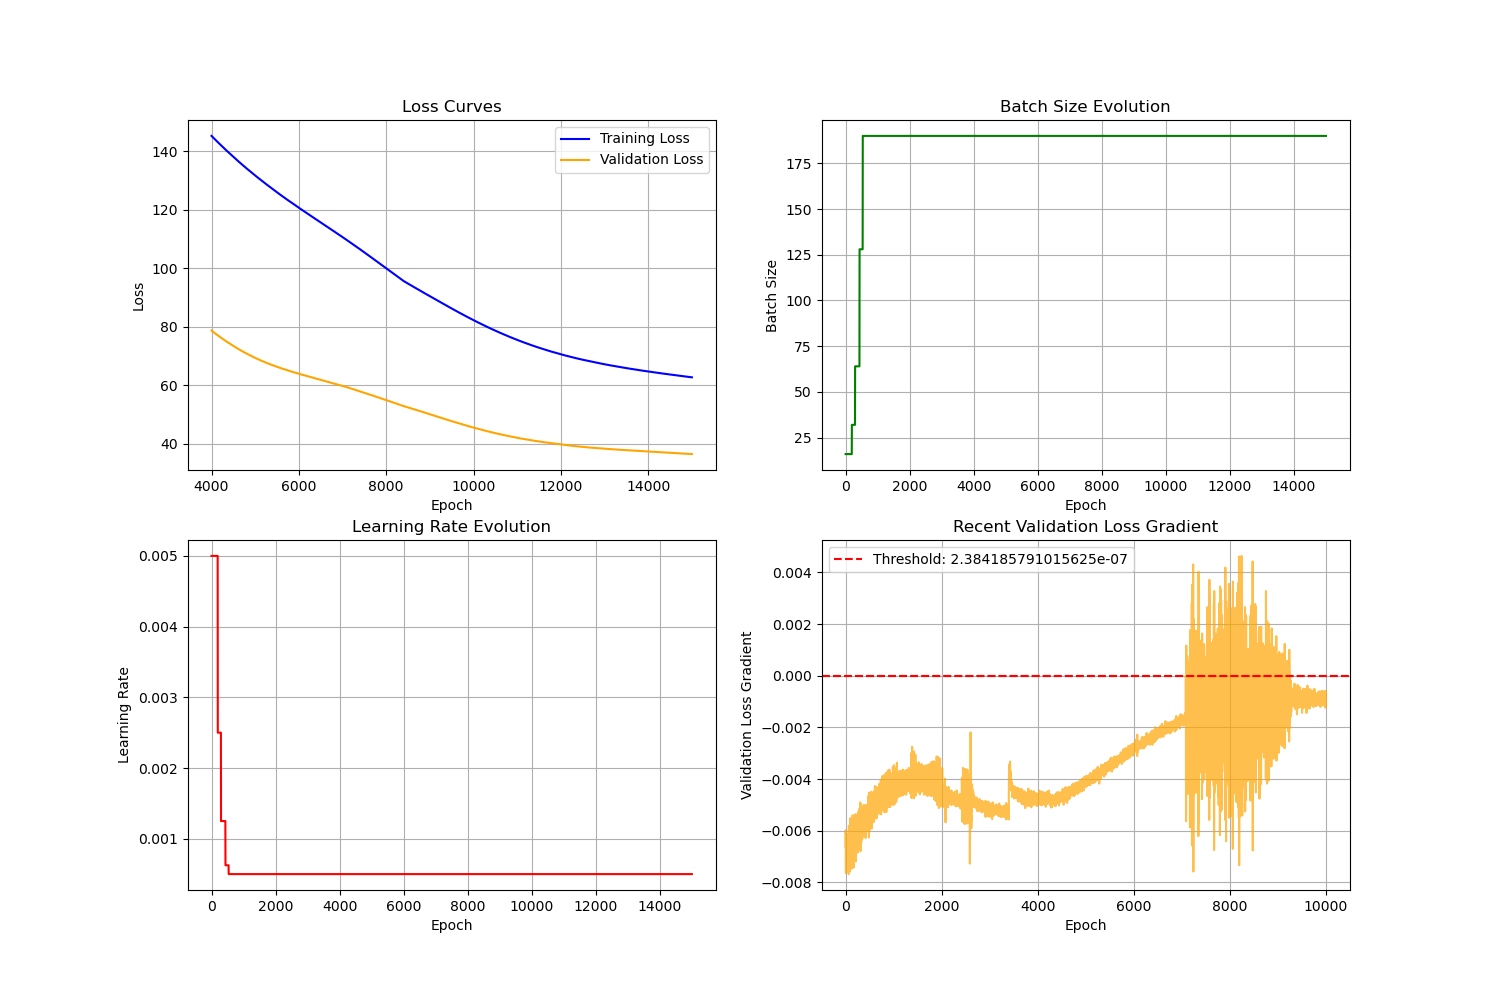 Loss Curves
Training Loss
Validation Loss
140
120
100
80
60
40
Loss
4000 6000 8000 10000 12000 14000
Epoch
Batch Size Evolution
175
150
125
100
75
50
25
Batch Size
0 2000 4000 6000 8000 10000 12000 14000
Epoch
Learning Rate Evolution
0.005
0.004
0.003
0.002
0.001
Learning Rate
0 2000 4000 6000 8000 10000 12000 14000
Epoch
Recent Validation Loss Gradient
Threshold: 2.384185791015625e-07
0.004
0.002
0.000
−0.002
−0.004
−0.006
−0.008
Validation Loss Gradient
0 2000 4000 6000 8000 10000
Epoch